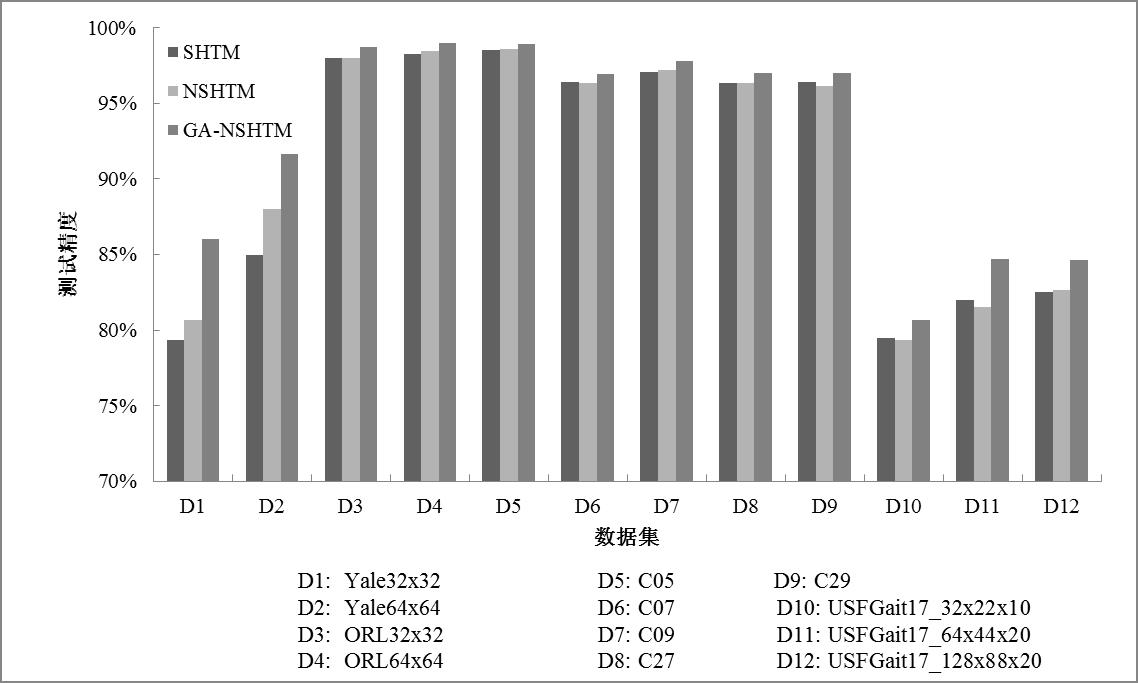 100%
95%
90%
85%
80%
75%
70%
SHTM
NSHTM
GA-NSHTM
测试精度
D1 D2 D3 D4 D5 D6 D7 D8 D9 D10 D11 D12
数据集
D1: Yale32x32 D5: C05 D9: C29
D2: Yale64x64 D6: C07 D10: USFGait17_32x22x10
D3: ORL32x32 D7: C09 D11: USFGait17_64x44x20
D4: ORL64x64 D8: C27 D12: USFGait17_128x88x20